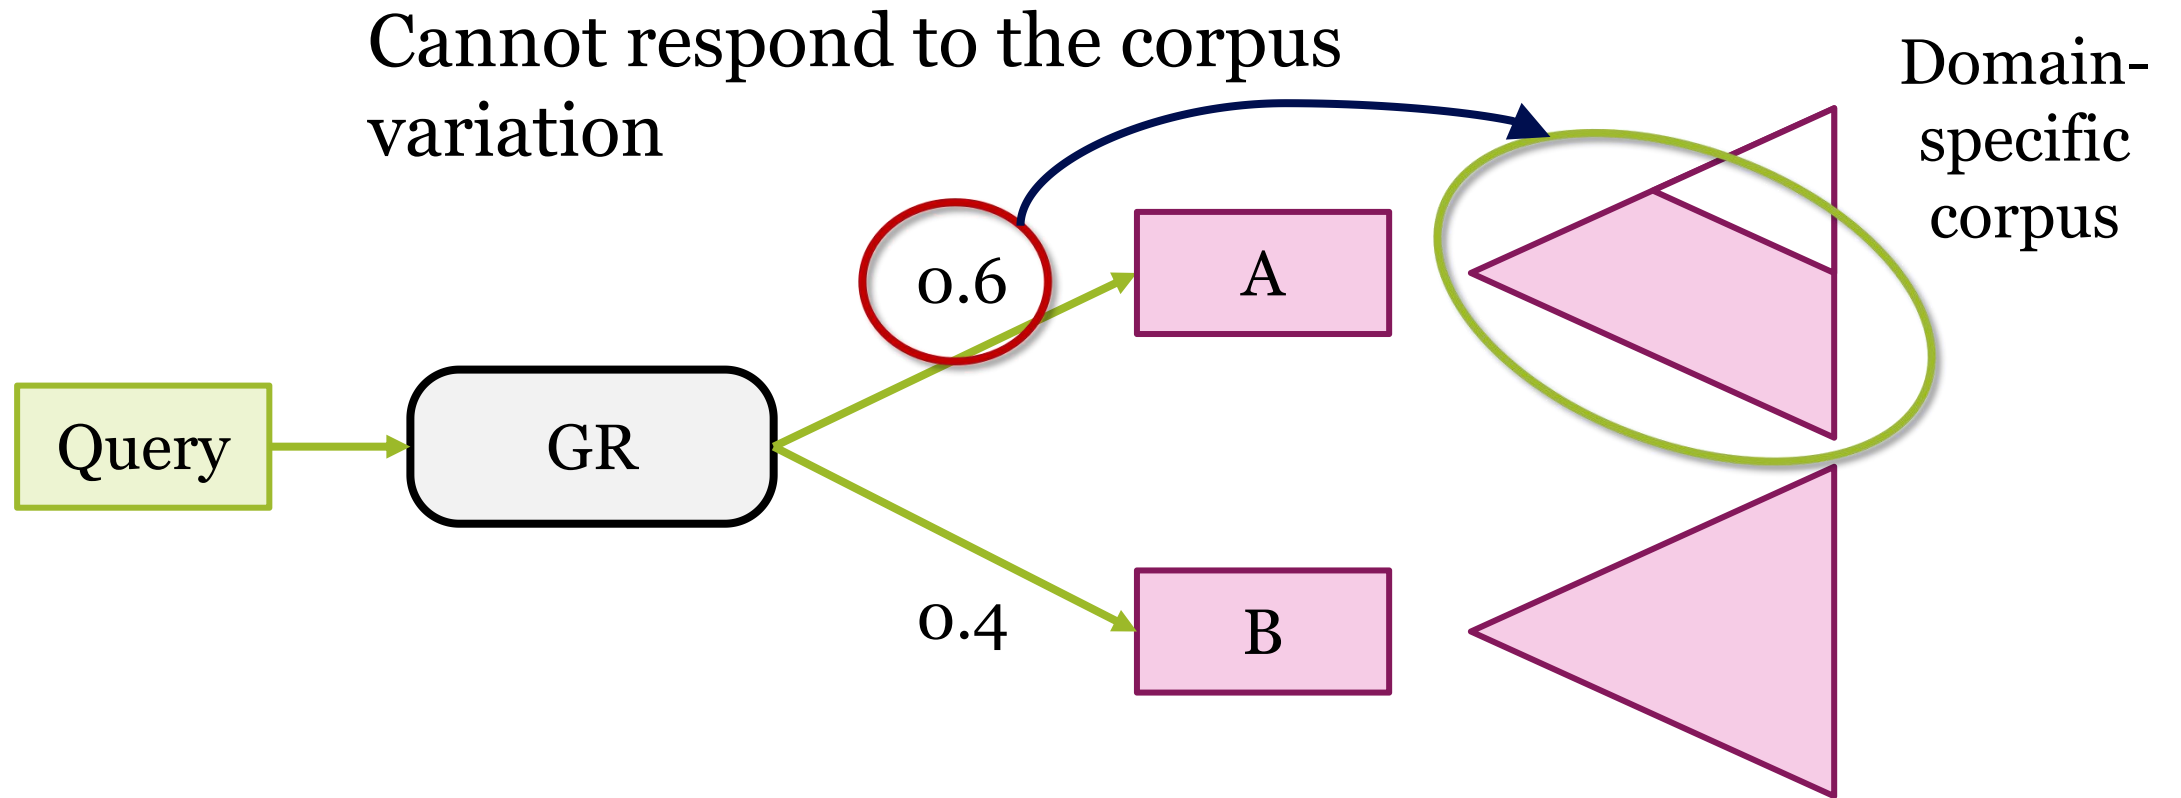 Cannot respond to the corpus
variation
Domain-
specific
corpus
0.6
A
Query
GR
0.4
B